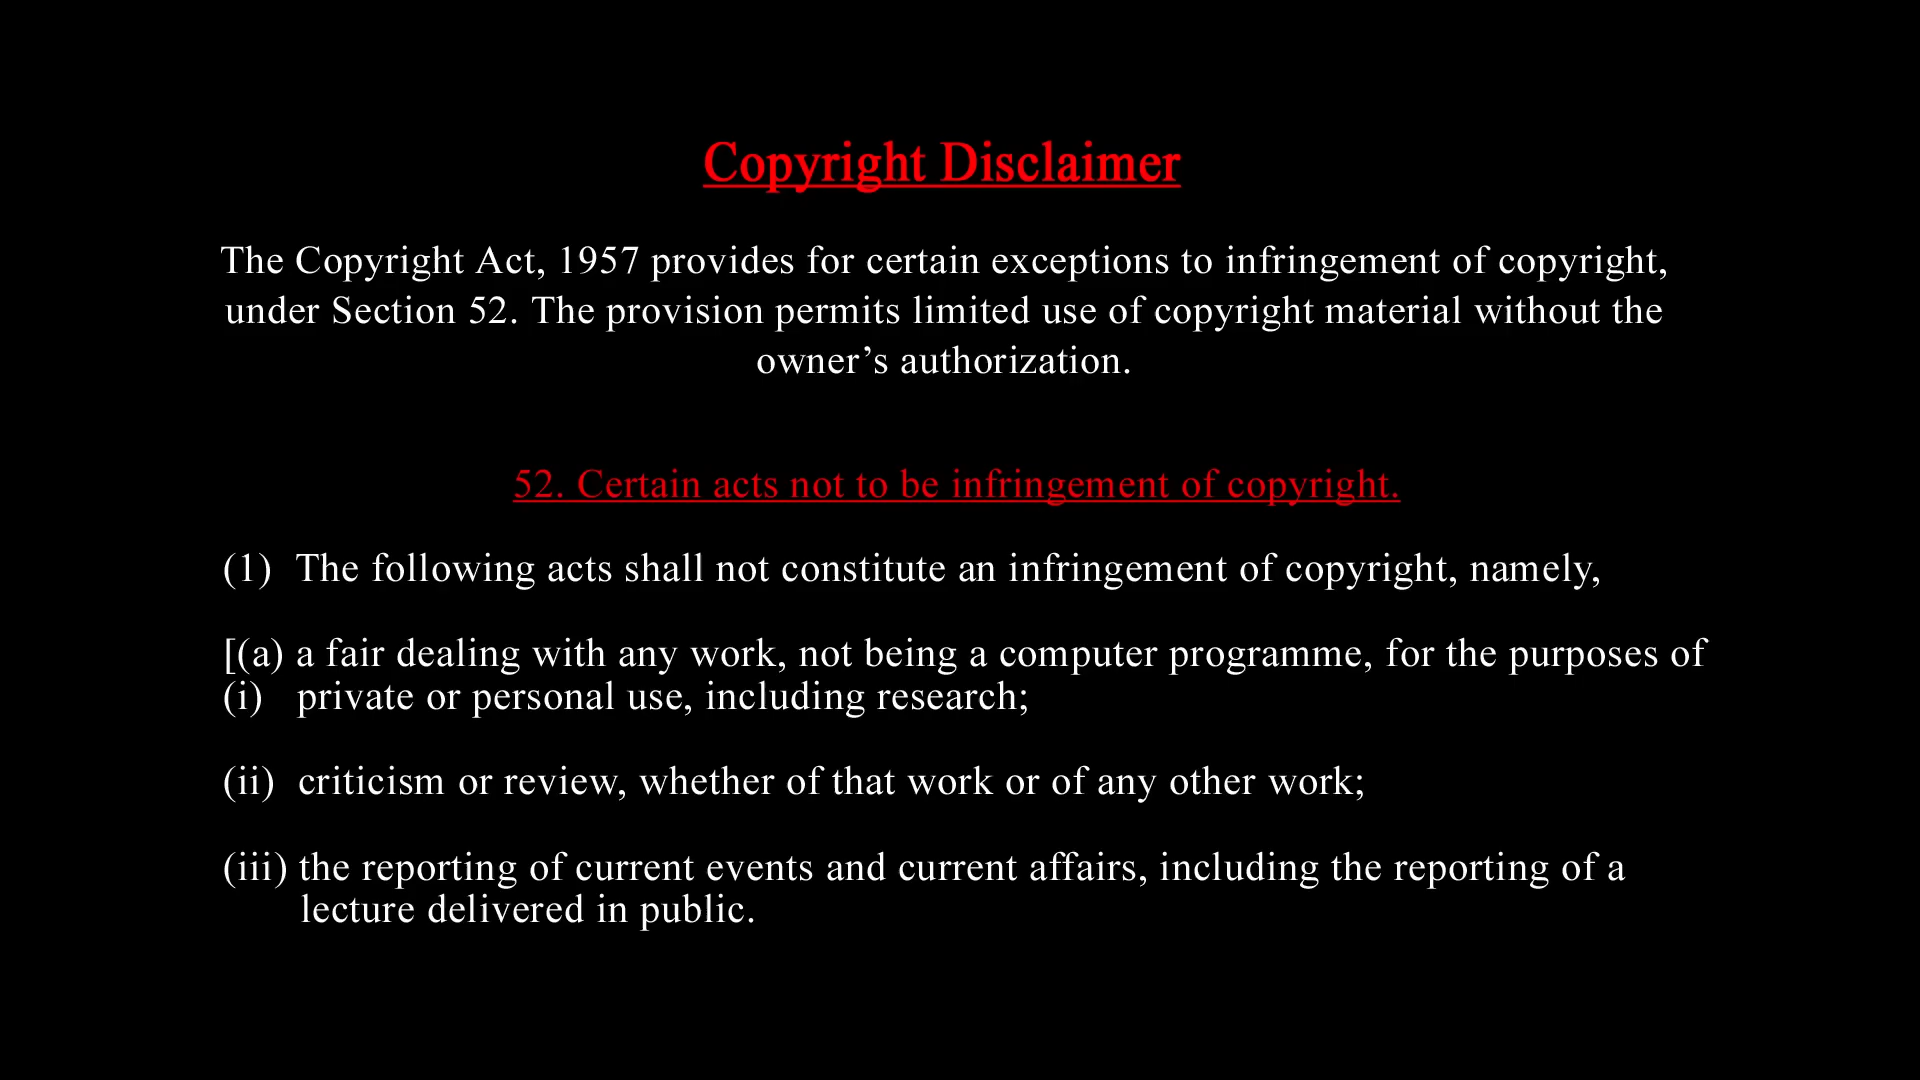 Copyright Disclaimer
The Copyright Act, 1957 provides for certain exceptions to infringement of copyright,
under Section 52. The provision permits limited use of copyright material without the
owner’s authorization.
52. Certain acts not to be infringement of copyright.
(1) The following acts shall not constitute an infringement of copyright, namely,
[(a) a fair dealing with any work, not being a computer programme, for the purposes of
(i) private or personal use, including research;
(ii) criticism or review, whether of that work or of any other work;
(iii) the reporting of current events and current affairs, including the reporting of a
lecture delivered in public.